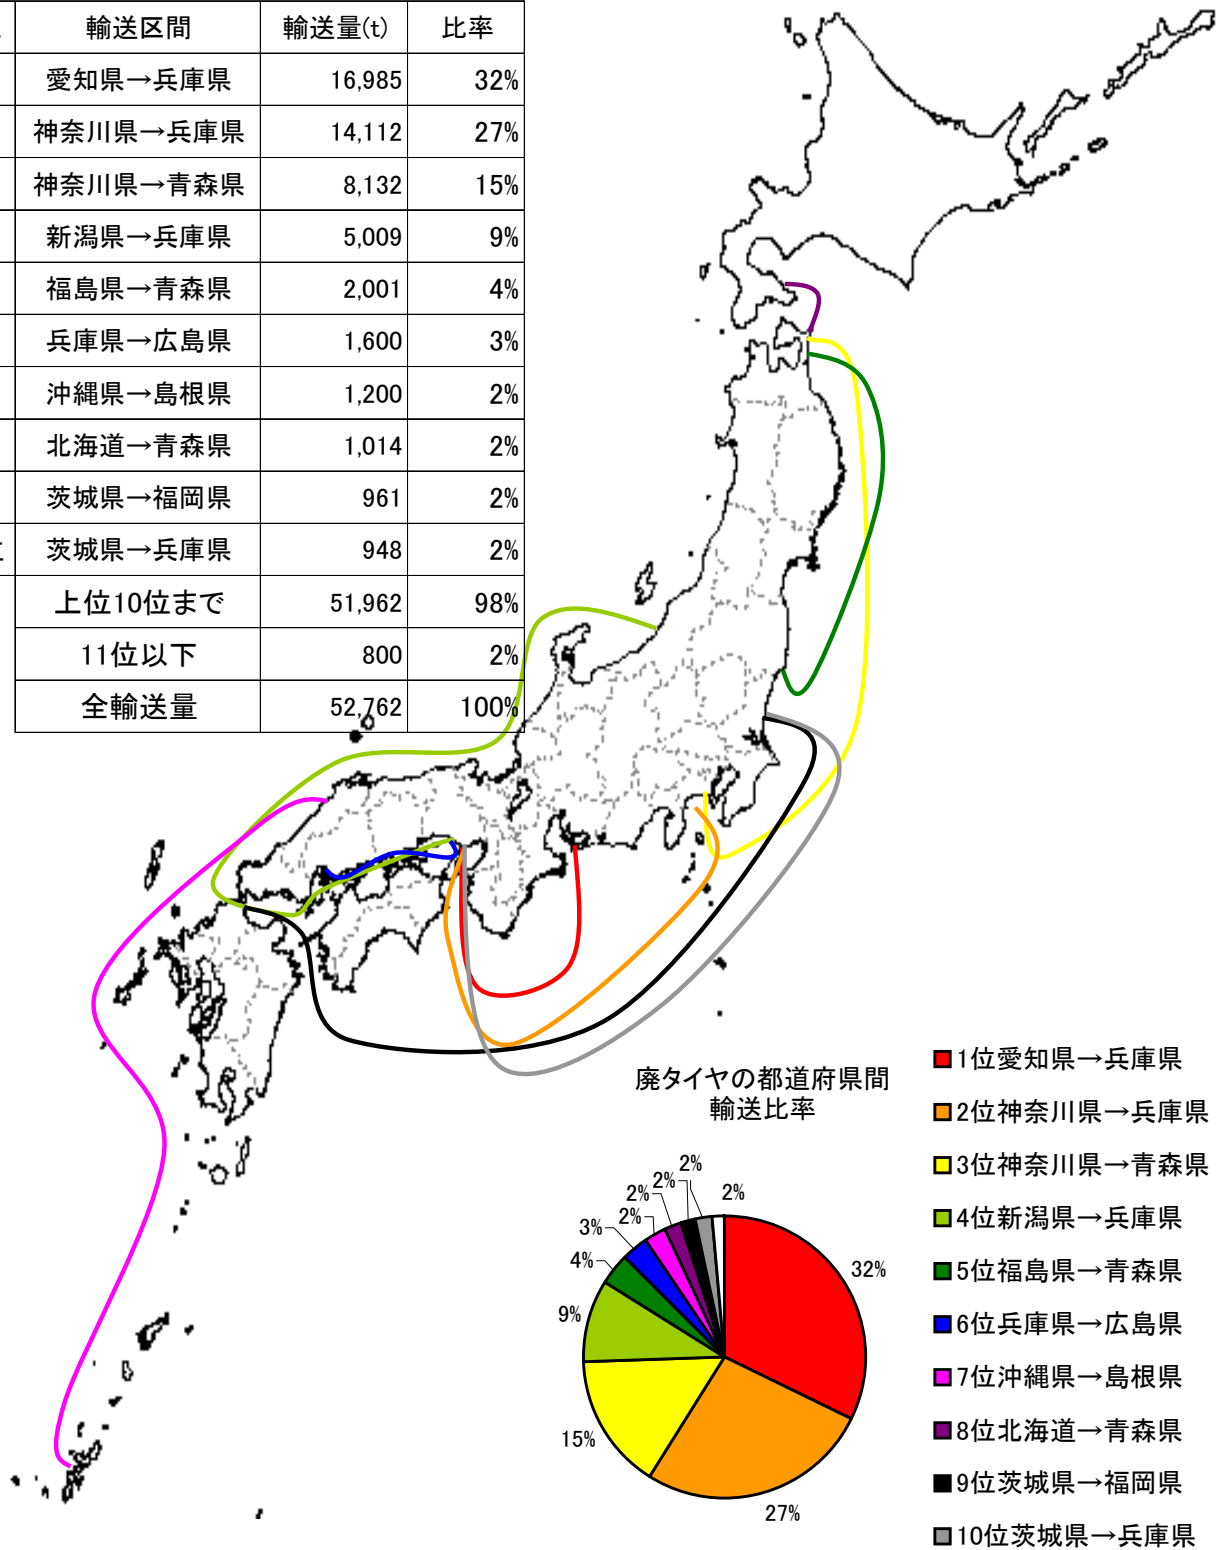 輸送区間 輸送量(t) 比率
愛知県→兵庫県 16,985 32%
神奈川県→兵庫県 14,112 27%
神奈川県→青森県 8,132 15%
新潟県→兵庫県 5,009 9%
福島県→青森県 2,001 4%
兵庫県→広島県 1,600 3%
沖縄県→島根県 1,200 2%
北海道→青森県 1,014 2%
茨城県→福岡県 961 2%
茨城県→兵庫県 948 2%
上位10位まで 51,962 98%
11位以下 800 2%
全輸送量 52,762 100%
廃タイヤの都道府県間
輸送比率
2%
2%
2%
2%
2%
3%
4%
9%
15%
27%
32%
1位愛知県→兵庫県
2位神奈川県→兵庫県
3位神奈川県→青森県
4位新潟県→兵庫県
5位福島県→青森県
6位兵庫県→広島県
7位沖縄県→島根県
8位北海道→青森県
9位茨城県→福岡県
10位茨城県→兵庫県